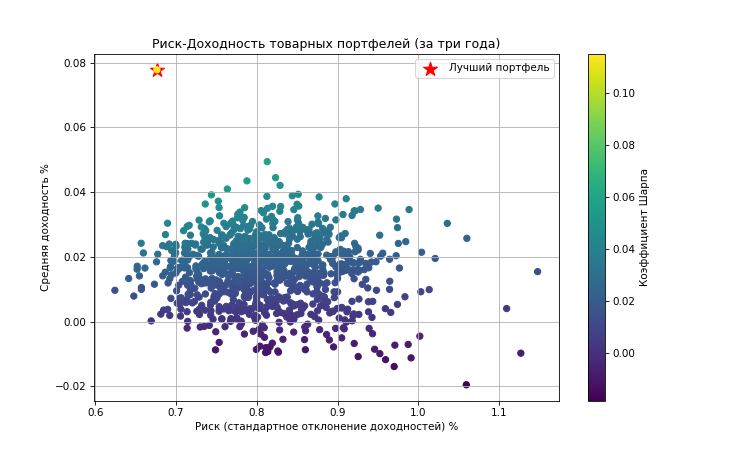 Риск-Доходность товарных портфелей (за три года)
Лучший портфель
Средняя доходность %
0.08
0.06
0.04
0.02
0.00
−0.02
0.6 0.7 0.8 0.9 1.0 1.1
Риск (стандартное отклонение доходностей) %
0.10
0.08
0.06
0.04
0.02
0.00
Коэффициент Шарпа